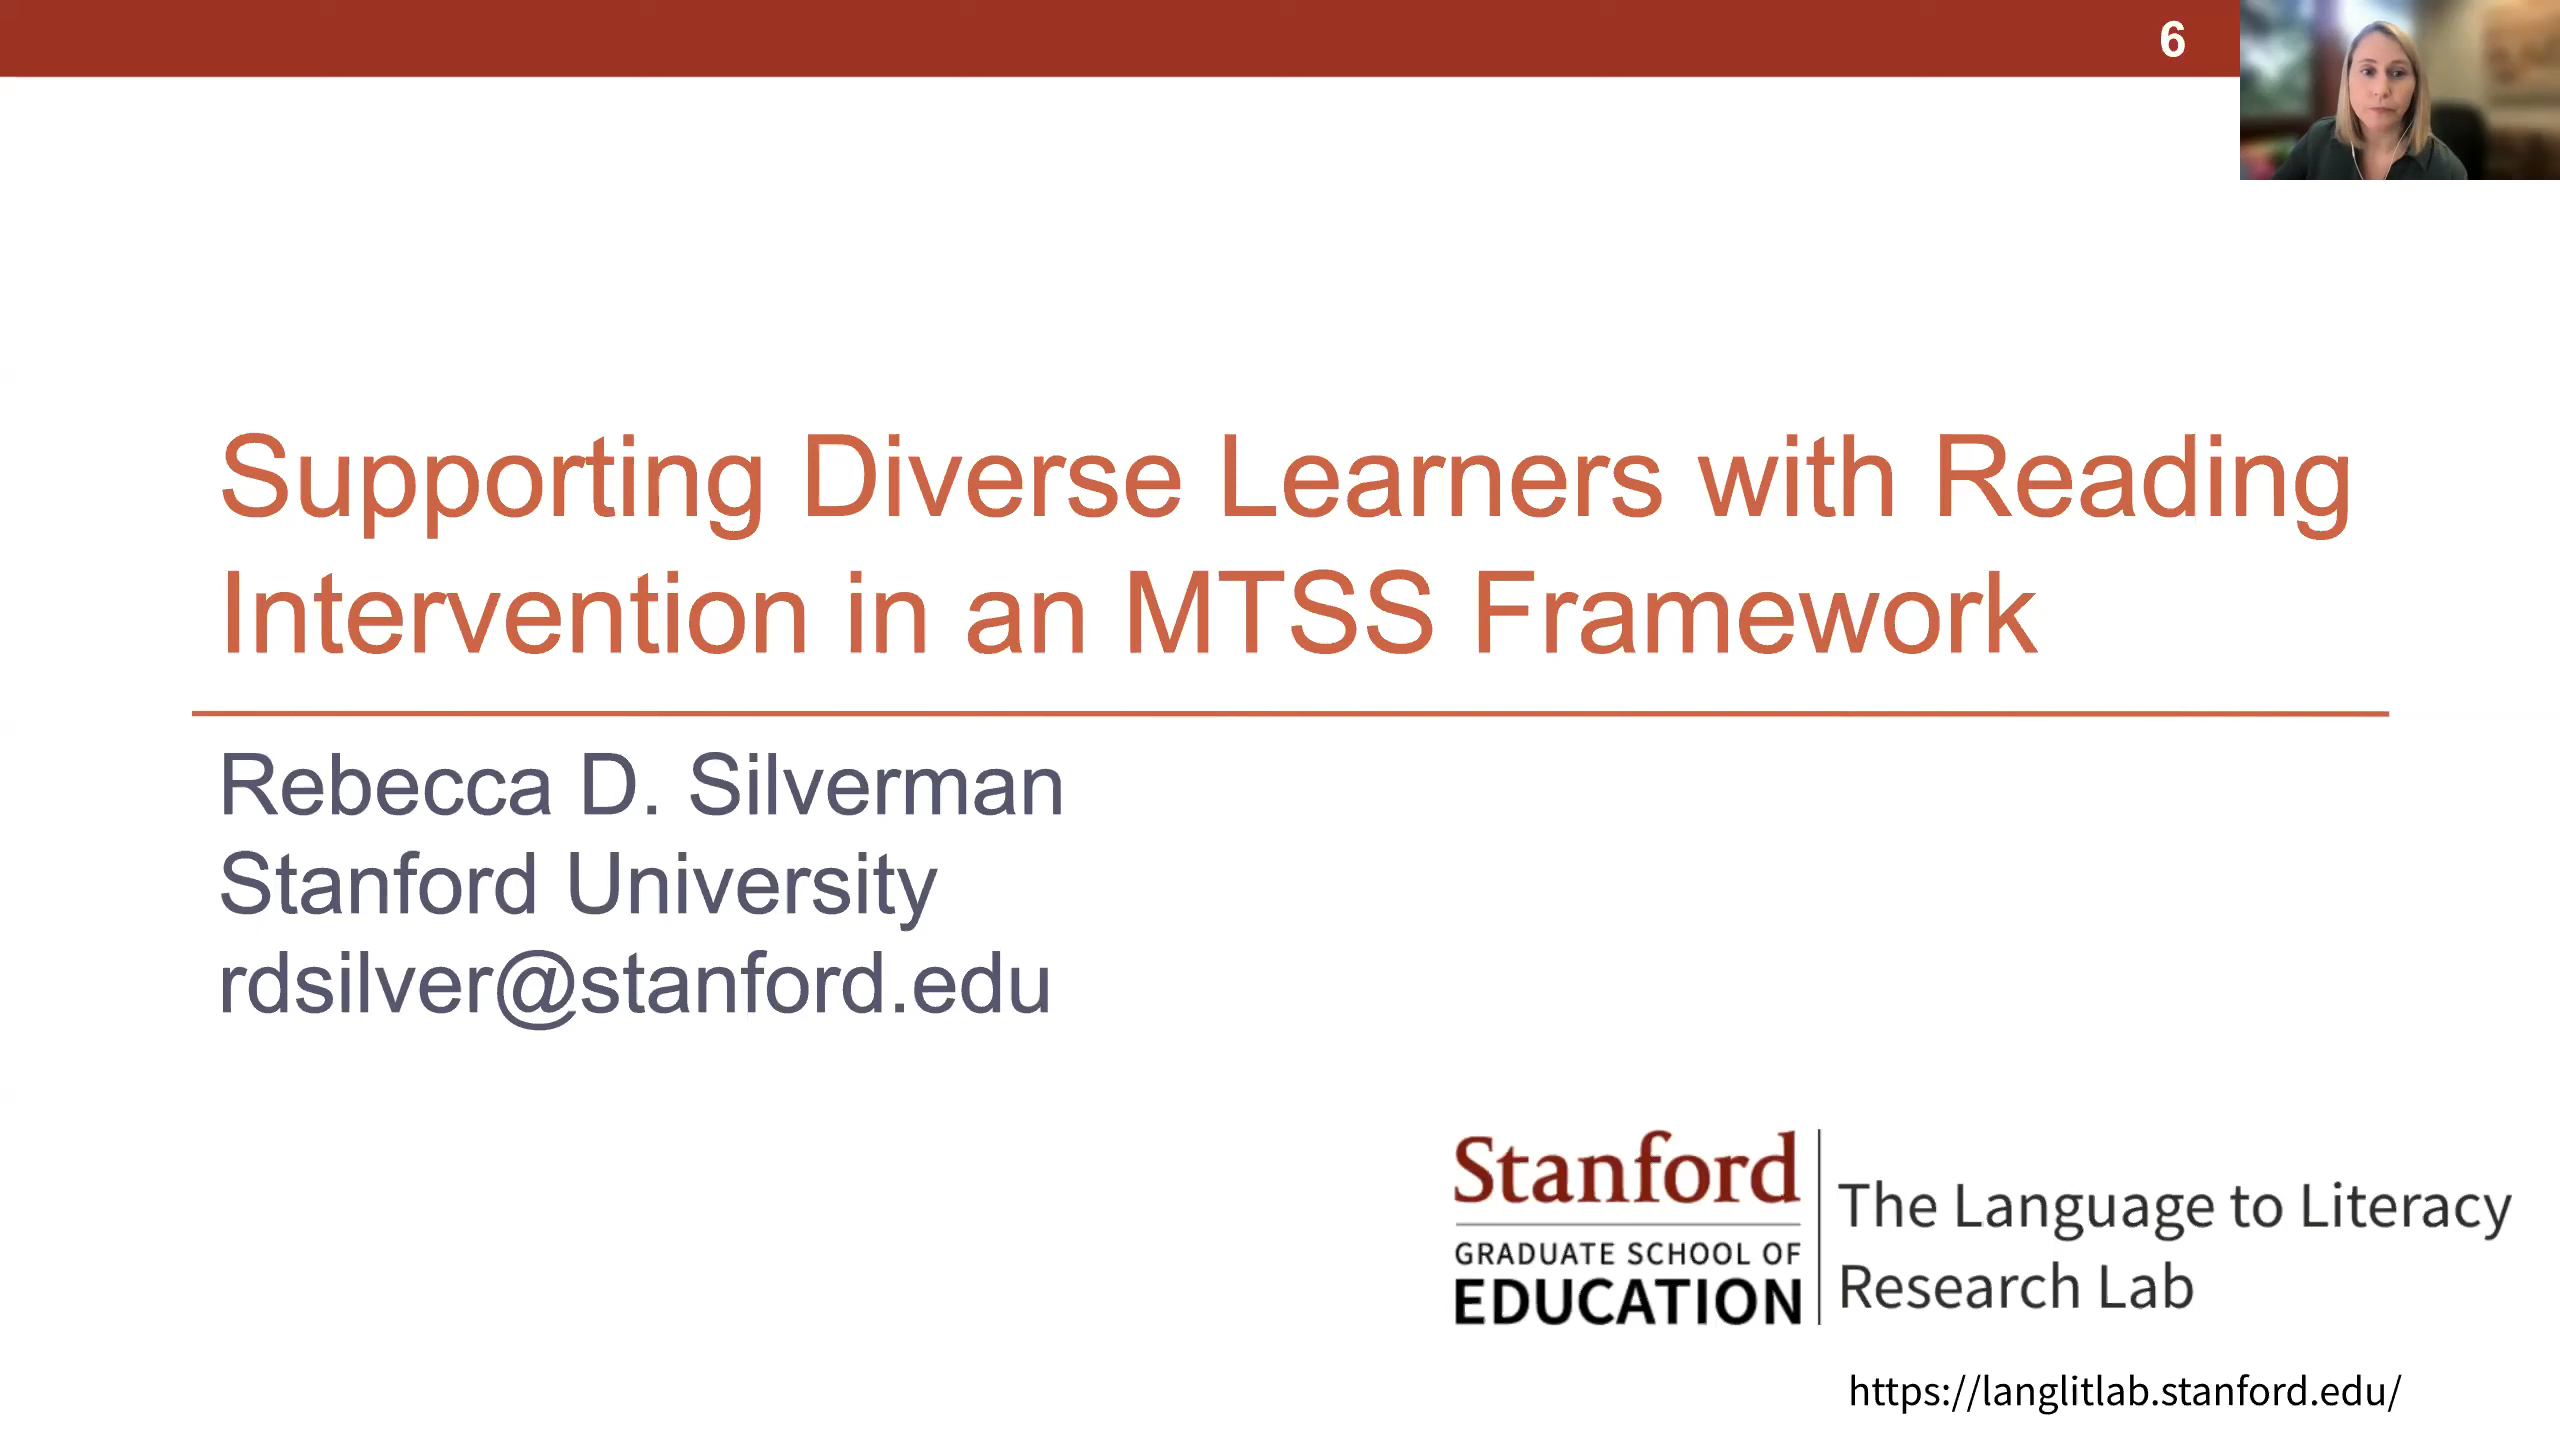 6
Supporting Diverse Learners with Reading
Intervention in an MTSS Framework
Rebecca D. Silverman
Stanford University
rdsilver@stanford.edu
Stanford
GRADUATE SCHOOL OF
EDUCATION
The Language to Literacy
Research Lab
https://langlitlab.stanford.edu/